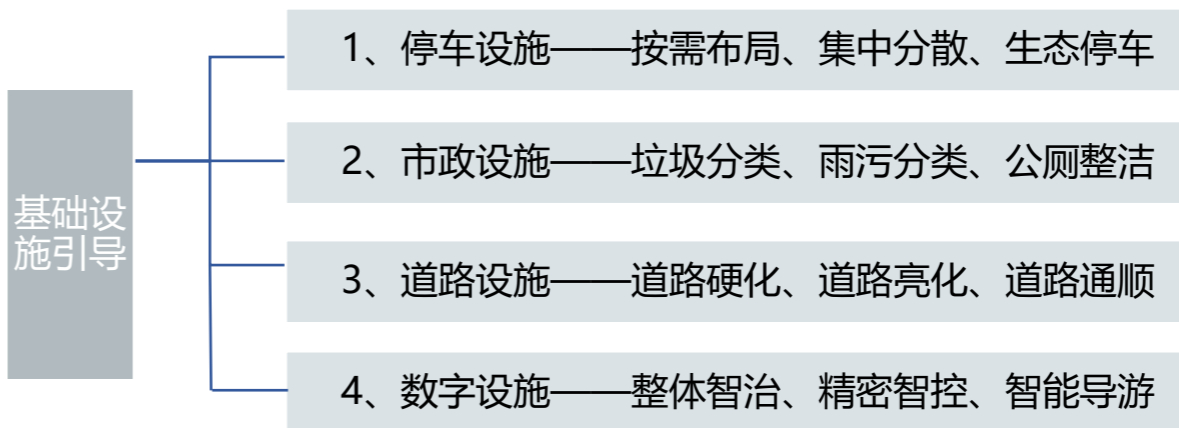 基础设
施引导
1、停车设施——按需布局、集中分散、生态停车
2、市政设施——垃圾分类、雨污分类、公厕整洁
3、道路设施——道路硬化、道路亮化、道路通顺
4、数字设施——整体智治、精密智控、智能导游